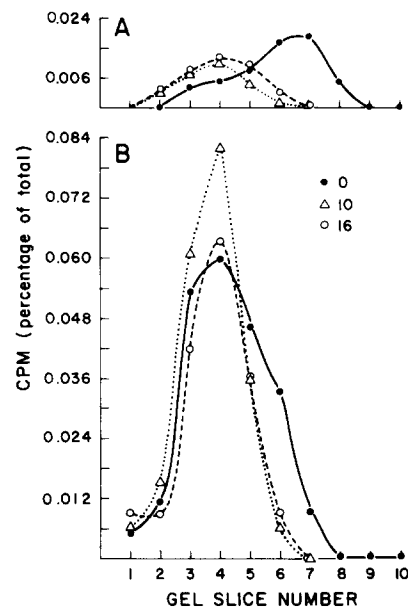 A
0.024
0.006
B
0.084
0.072
0.060
0.048
0.036
0.024
0.012
CPM (percentage of total)
● 0
△ 10
○ 16
1 2 3 4 5 6 7 8 9 10
GEL SLICE NUMBER